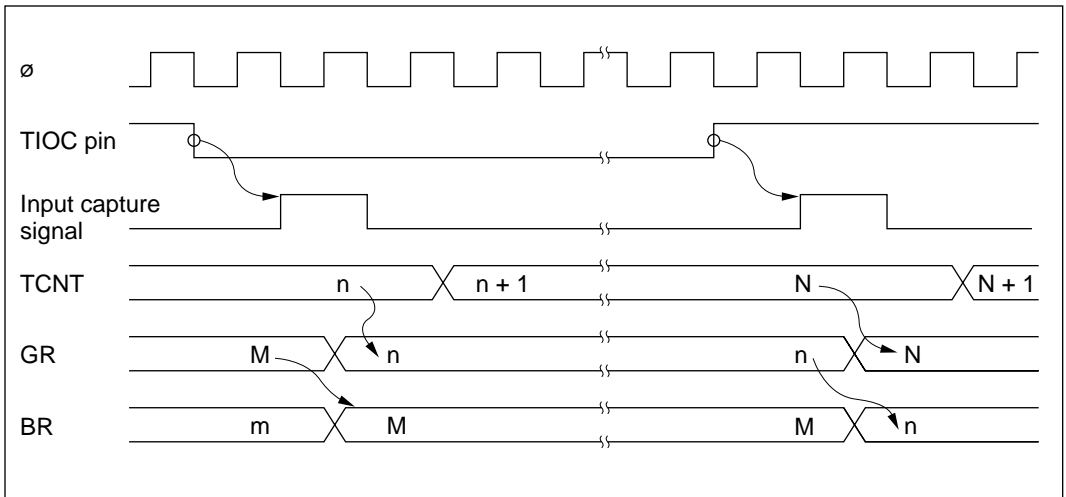 ø
TIOC pin
Input capture
signal
TCNT n n + 1 N N + 1
GR M n n N
BR m M M n